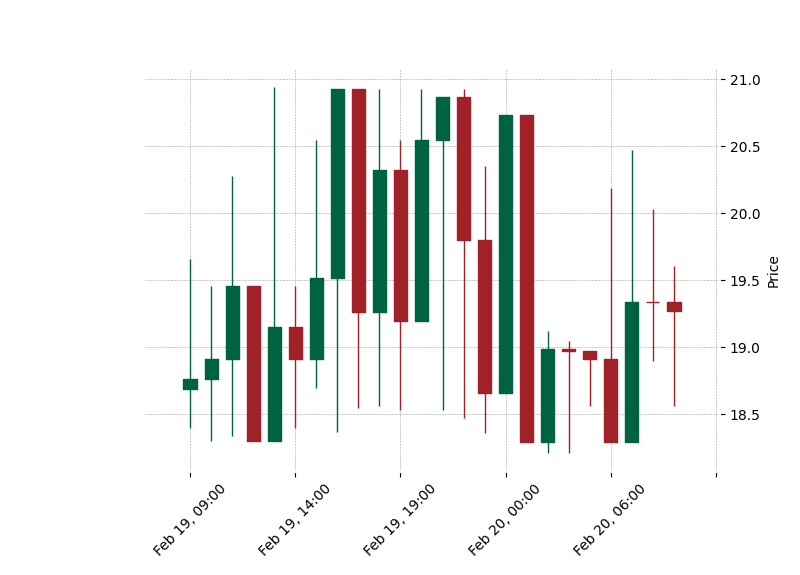 21.0
20.5
20.0
19.5
19.0
18.5
Price
Feb 19, 09:00
Feb 19, 14:00
Feb 19, 19:00
Feb 20, 00:00
Feb 20, 06:00